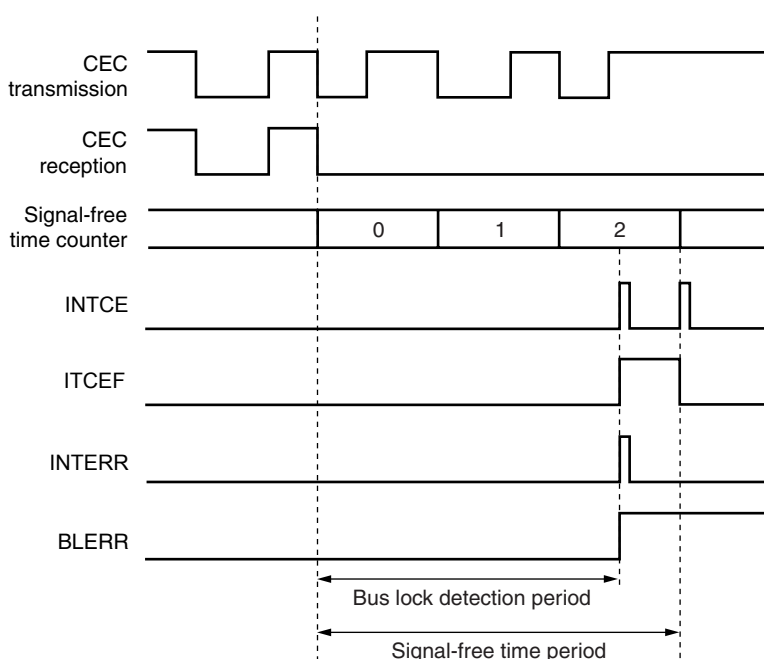 CEC
transmission
CEC
reception
Signal-free
time counter
0 1 2
INTCE
ITCEF
INTERR
BLERR
Bus lock detection period
Signal-free time period